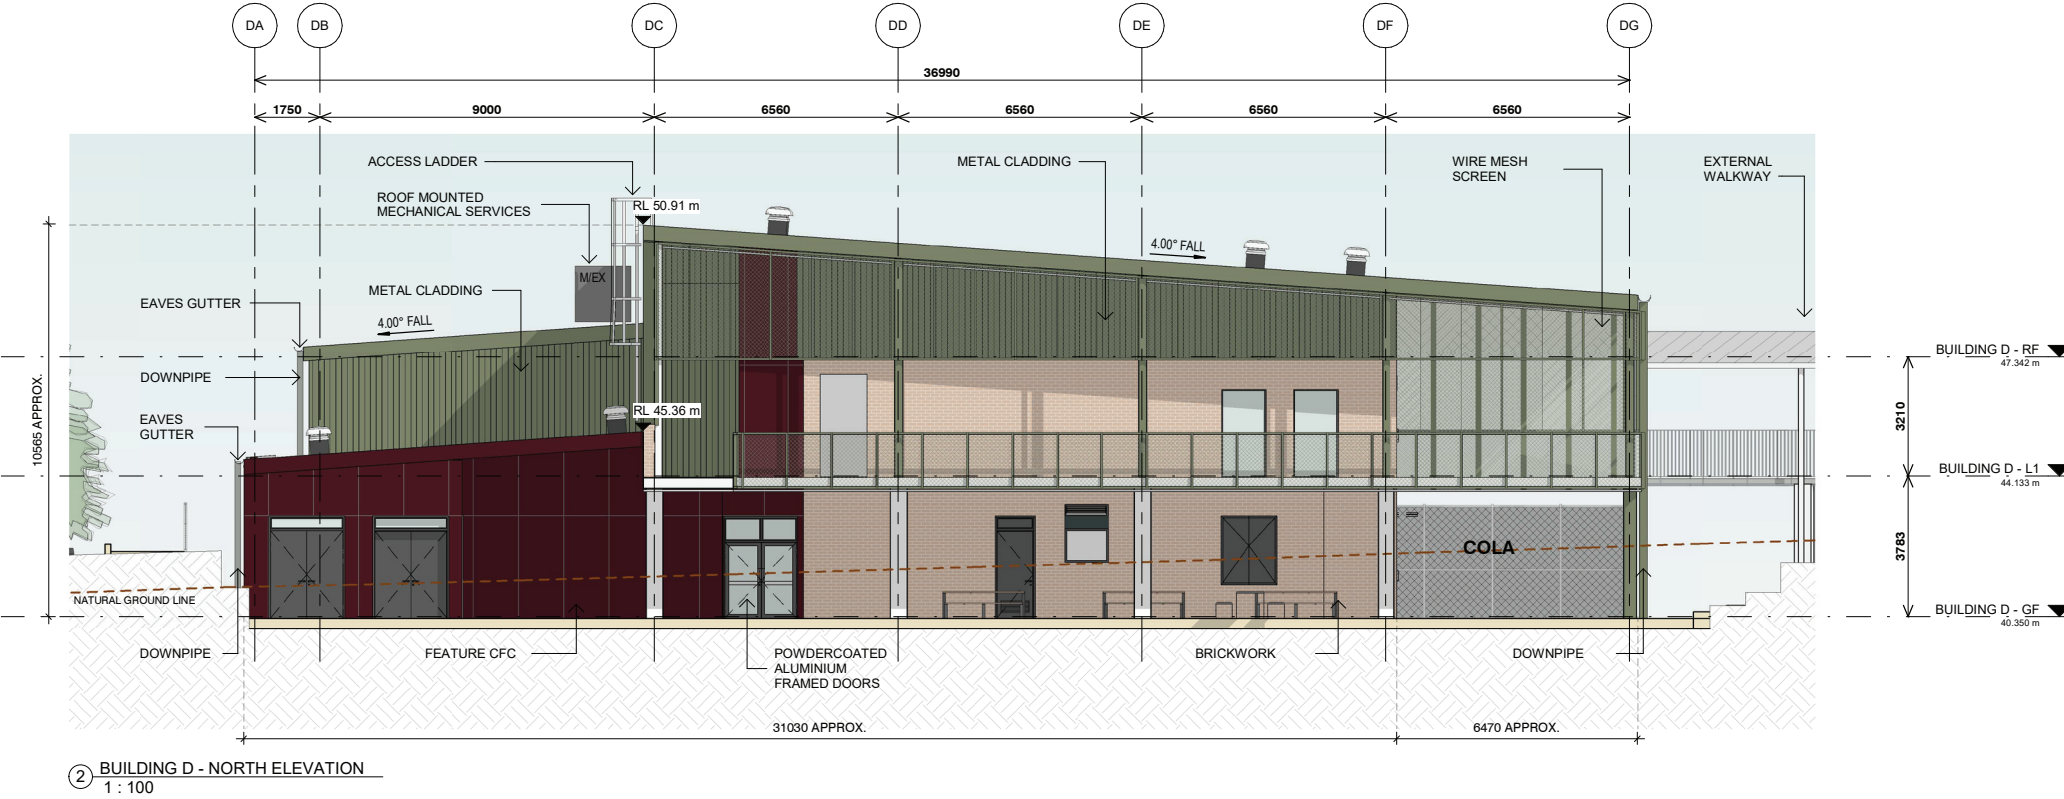 DA
DB
DC
DD
DE
DF
DG
36990
1750
9000
6560
6560
6560
6560
ACCESS LADDER
METAL CLADDING
WIRE MESH
SCREEN
EXTERNAL
WALKWAY
ROOF MOUNTED
MECHANICAL SERVICES
RL 50.91 m
4.00° FALL
M/EX
METAL CLADDING
EAVES GUTTER
4.00° FALL
BUILDING D - RF
47.342 m
DOWNPIPE
10565 APPROX.
EAVES
GUTTER
RL 45.36 m
3210
BUILDING D - L1
44.133 m
COLA
3783
NATURAL GROUND LINE
BUILDING D - GF
40.350 m
DOWNPIPE
FEATURE CFC
POWDERCOATED
ALUMINIUM
FRAMED DOORS
BRICKWORK
DOWNPIPE
31030 APPROX.
6470 APPROX.
2
BUILDING D - NORTH ELEVATION
1 : 100